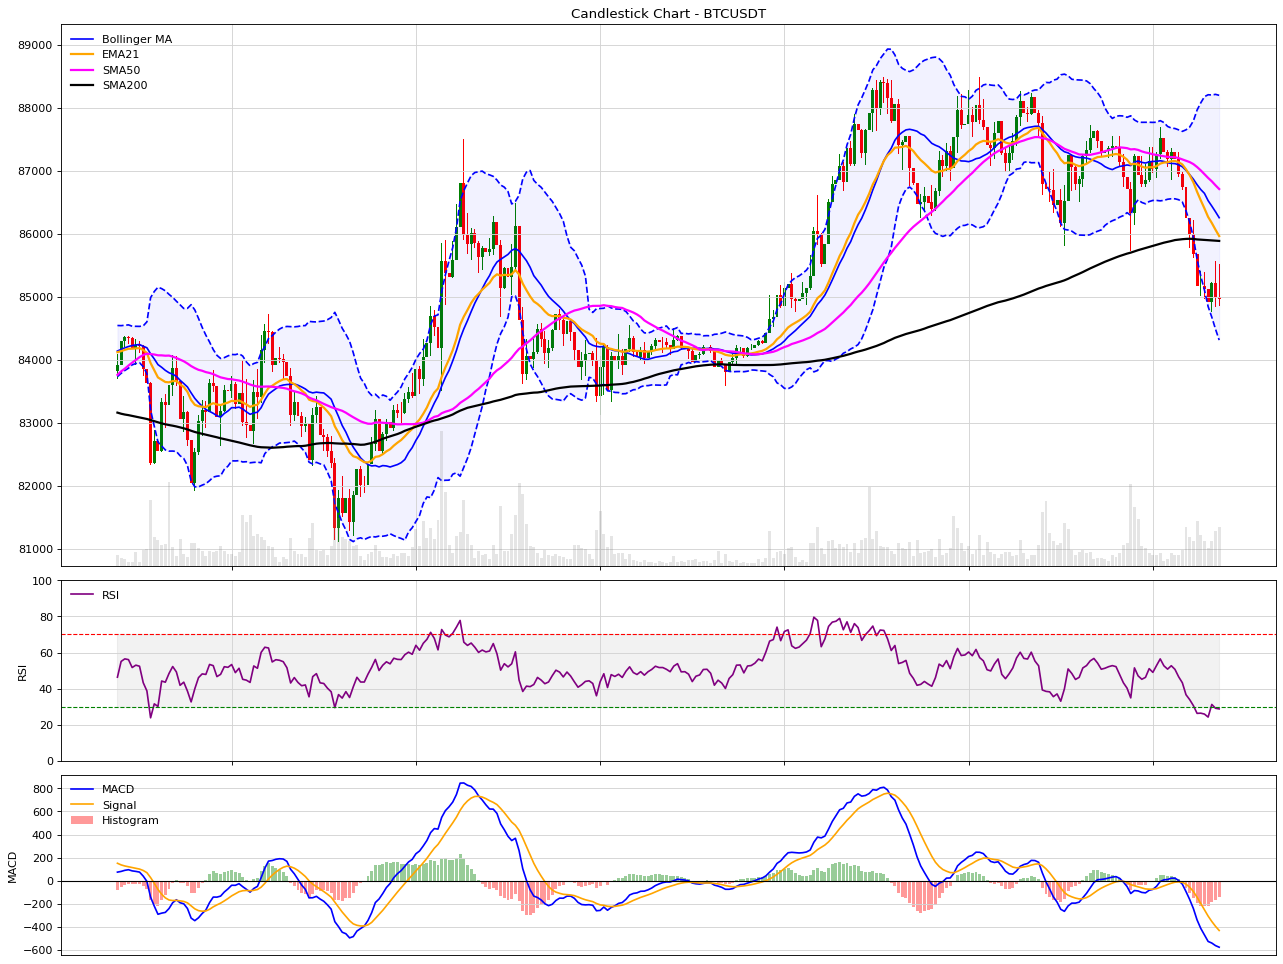 Candlestick Chart - BTCUSDT
Bollinger MA
EMA21
SMA50
SMA200
89000
88000
87000
86000
85000
84000
83000
82000
81000
RSI
RSI
100
80
60
40
20
0
MACD
Signal
Histogram
MACD
800
600
400
200
0
−200
−400
−600